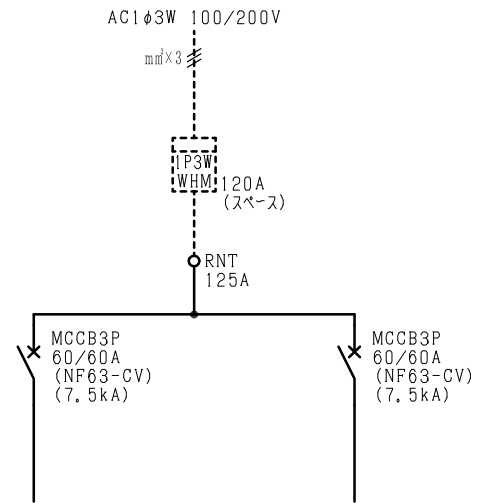 AC1φ3W 100/200V
㎟×3
1P3W
WHM
120A
(スペース)
RNT
125A
MCCB3P
60/60A
(NF63-CV)
(7.5kA)
MCCB3P
60/60A
(NF63-CV)
(7.5kA)